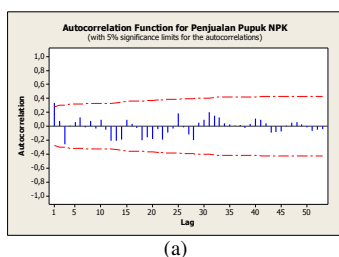 Autocorrelation Function for Penjualan Pupuk NPK
(with 5% significance limits for the autocorrelations)
1,0
0,8
0,6
0,4
0,2
0,0
-0,2
-0,4
-0,6
-0,8
-1,0
Autocorrelation
1 5 10 15 20 25 30 35 40 45 50
Lag
(a)